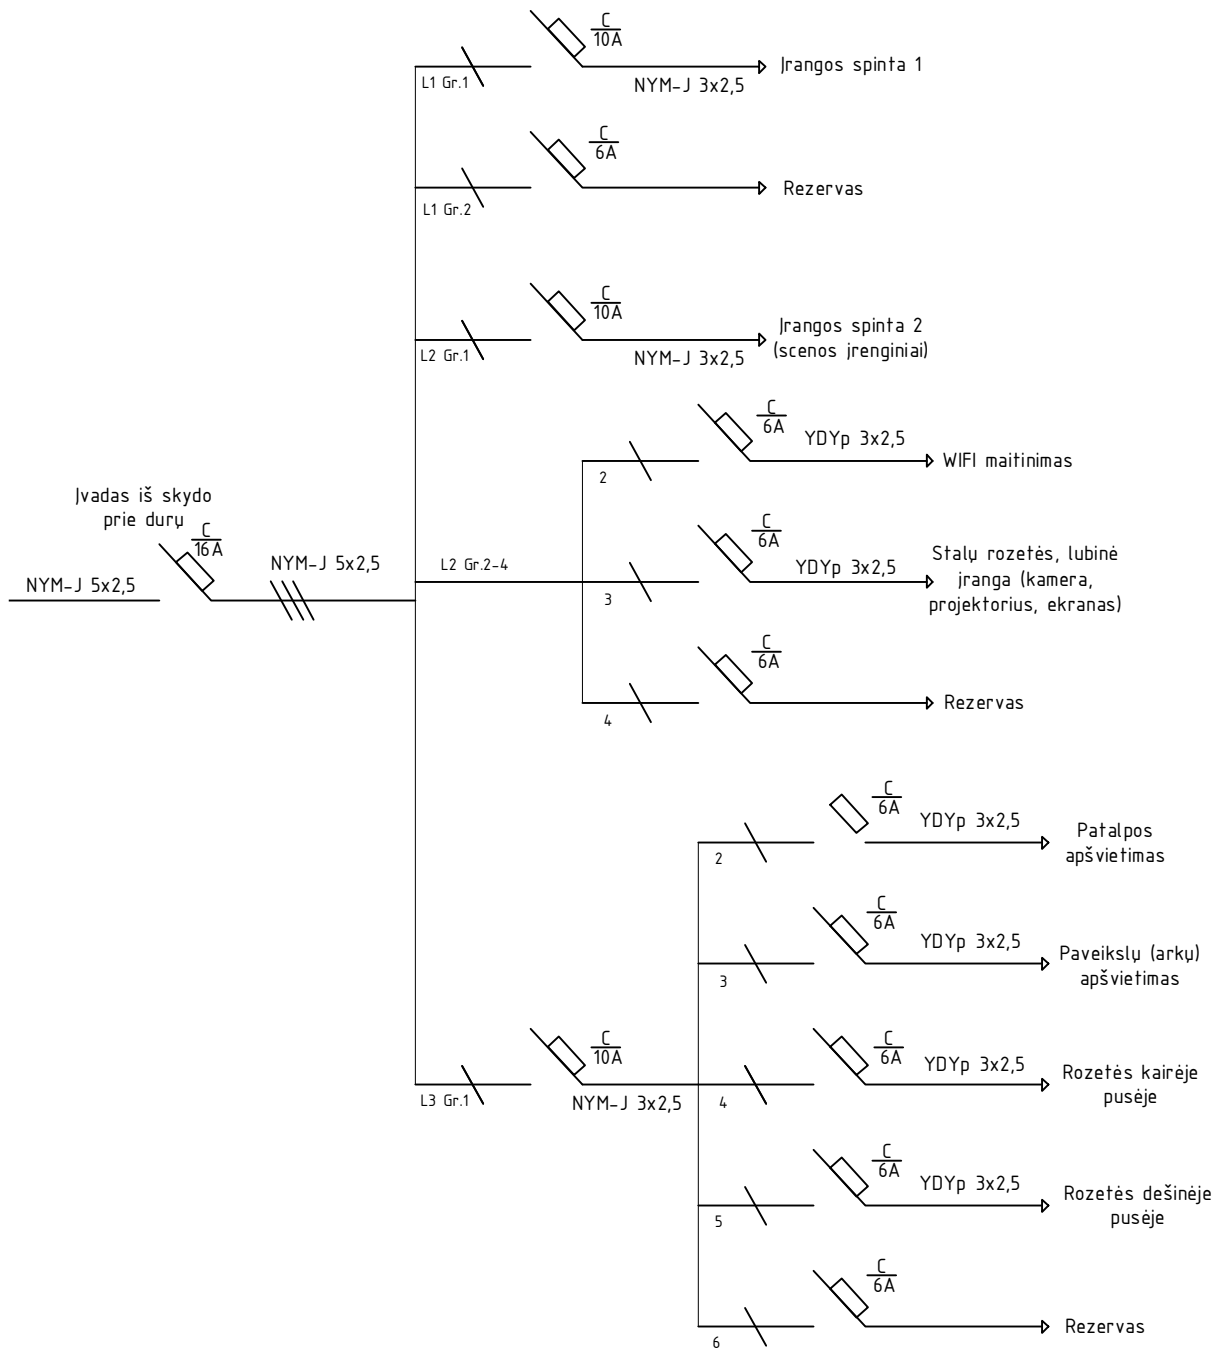 C
10A
Įrangos spinta 1
L1 Gr.1
NYM-J 3x2,5
C
6A
Rezervas
L1 Gr.2
C
10A
Įrangos spinta 2
(scenos įrenginiai)
L2 Gr.1
NYM-J 3x2,5
C
6A
YDYp 3x2,5
WIFI maitinimas
2
Įvadas iš skydo
prie durų
C
16A
NYM-J 5x2,5
NYM-J 5x2,5
L2 Gr.2-4
C
6A
YDYp 3x2,5
Stalų rozetės, lubinė
įranga (kamera,
projektorius, ekranas)
3
C
6A
Rezervas
4
C
6A
YDYp 3x2,5
Patalpos
apšvietimas
2
C
6A
YDYp 3x2,5
Paveikslų (arkų)
apšvietimas
3
L3 Gr.1
C
10A
NYM-J 3x2,5
C
6A
YDYp 3x2,5
Rozetės kairėje
pusėje
4
C
6A
YDYp 3x2,5
Rozetės dešinėje
pusėje
5
C
6A
Rezervas
6